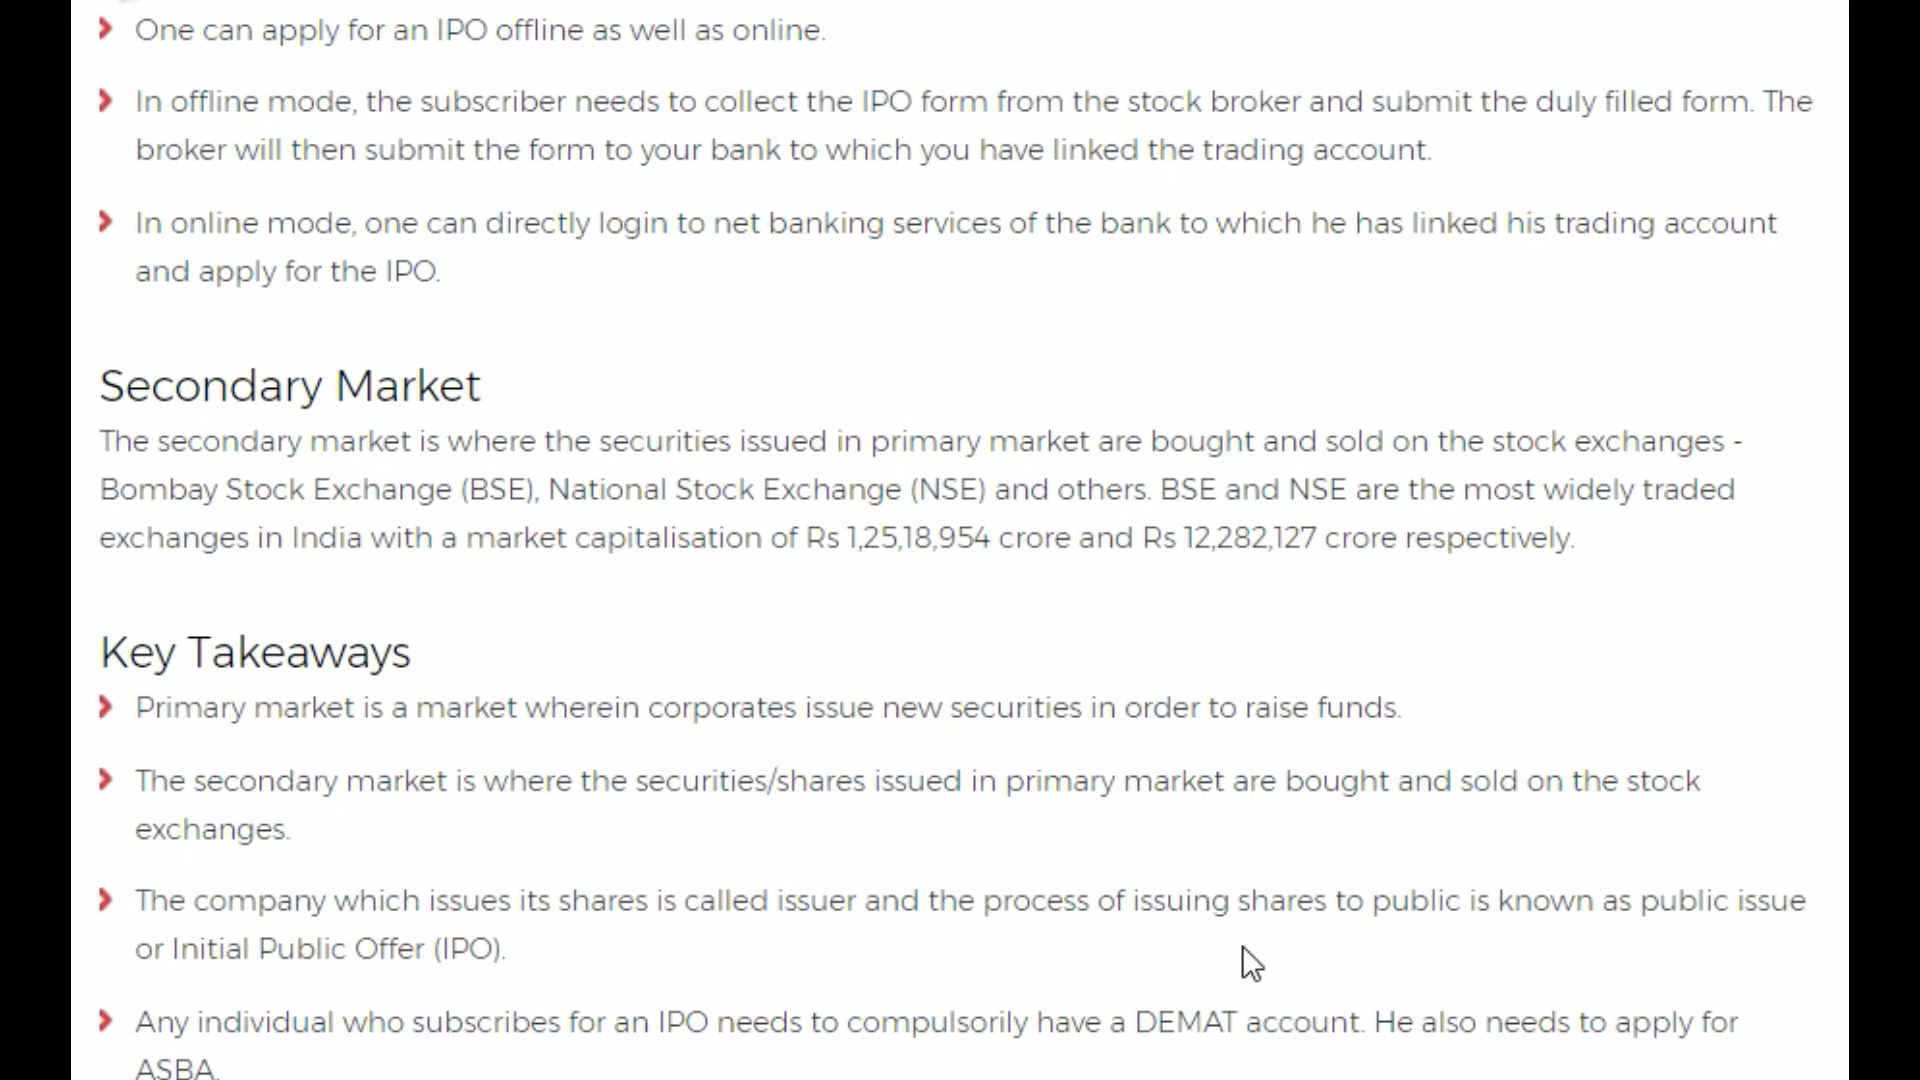 One can apply for an IPO offline as well as online.
In offline mode, the subscriber needs to collect the IPO form from the stock broker and submit the duly filled form. The
broker will then submit the form to your bank to which you have linked the trading account.
In online mode, one can directly login to net banking services of the bank to which he has linked his trading account
and apply for the IPO.
Secondary Market
The secondary market is where the securities issued in primary market are bought and sold on the stock exchanges -
Bombay Stock Exchange (BSE), National Stock Exchange (NSE) and others. BSE and NSE are the most widely traded
exchanges in India with a market capitalisation of Rs 1,25,18,954 crore and Rs 12,282,127 crore respectively.
Key Takeaways
Primary market is a market wherein corporates issue new securities in order to raise funds.
The secondary market is where the securities/shares issued in primary market are bought and sold on the stock
exchanges.
The company which issues its shares is called issuer and the process of issuing shares to public is known as public issue
or Initial Public Offer (IPO).
Any individual who subscribes for an IPO needs to compulsorily have a DEMAT account. He also needs to apply for
ASBA.